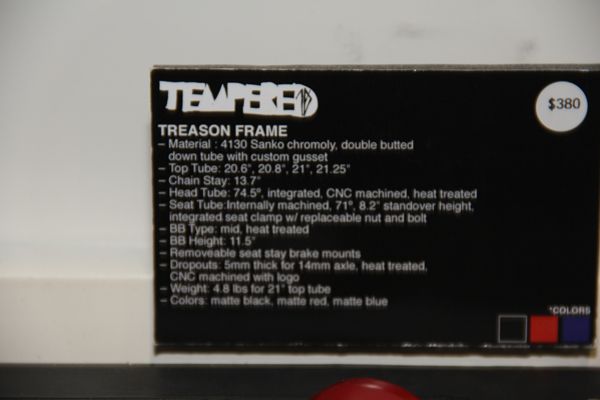 TEMPERED
$380
TREASON FRAME
– Material : 4130 Sanko chromoly, double butted
down tube with custom gusset
– Top Tube: 20.6", 20.8", 21", 21.25"
– Chain Stay: 13.7"
– Head Tube: 74.5°, integrated, CNC machined, heat treated
– Seat Tube:Internally machined, 71°, 8.2" standover height,
integrated seat clamp w/ replaceable nut and bolt
– BB Type: mid, heat treated
– BB Height: 11.5"
– Removeable seat stay brake mounts
– Dropouts: 5mm thick for 14mm axle, heat treated,
CNC machined with logo
– Weight: 4.8 lbs for 21" top tube
– Colors: matte black, matte red, matte blue
*COLORS